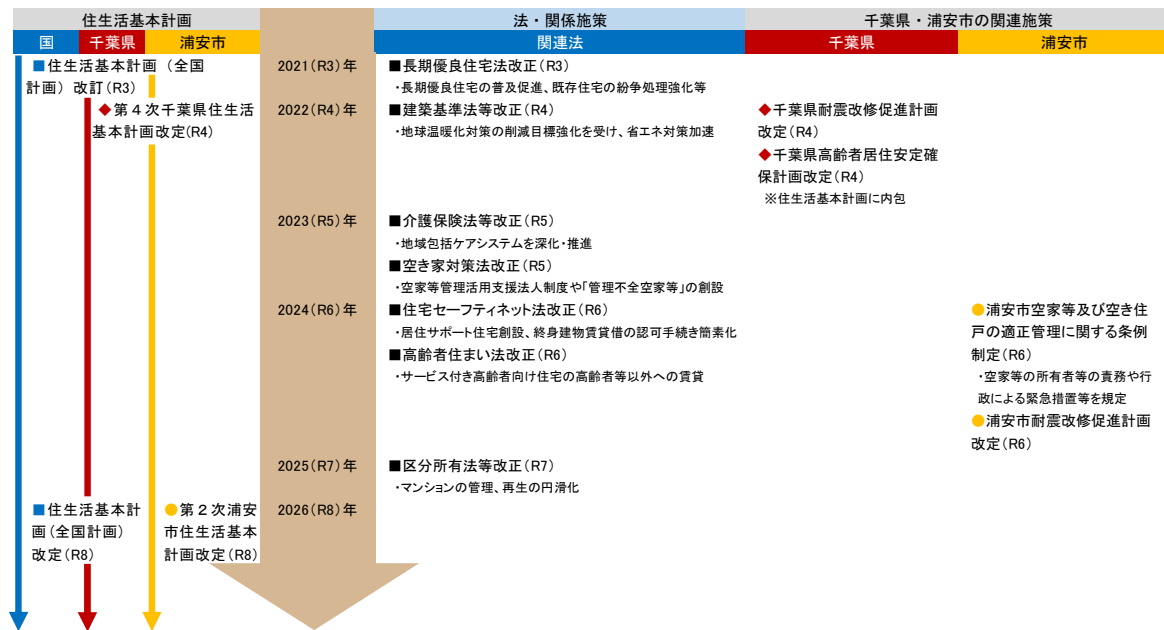 住生活基本計画
法・関係施策
千葉県・浦安市の関連施策
国
千葉県
浦安市
関連法
千葉県
浦安市
■住生活基本計画（全国
計画）改訂（R3）
2021（R3）年
■長期優良住宅法改正（R3）
・長期優良住宅の普及促進、既存住宅の紛争処理強化等
◆第４次千葉県住生活
基本計画改定(R4)
2022（R4）年
■建築基準法等改正（R4）
・地球温暖化対策の削減目標強化を受け、省エネ対策加速
◆千葉県耐震改修促進計画
改定（R4）
◆千葉県高齢者居住安定確
保計画改定（R4）
※住生活基本計画に内包
2023（R5）年
■介護保険法等改正（R5）
・地域包括ケアシステムを深化・推進
■空き家対策法改正（R5）
・空家等管理活用支援法人制度や「管理不全空家等」の創設
2024（R6）年
■住宅セーフティネット法改正（R6）
・居住サポート住宅創設、終身建物賃貸借の認可手続き簡素化
■高齢者住まい法改正（R6）
・サービス付き高齢者向け住宅の高齢者等以外への賃貸
●浦安市空家等及び空き住
戸の適正管理に関する条例
制定（R6）
・空家等の所有者等の責務や行
政による緊急措置等を規定
●浦安市耐震改修促進計画
改定（R6）
2025（R7）年
■区分所有法等改正（R7）
・マンションの管理、再生の円滑化
■住生活基本計
画（全国計画）
改定（R8）
●第２次浦安
市住生活基本
計画改定（R8）
2026（R8）年